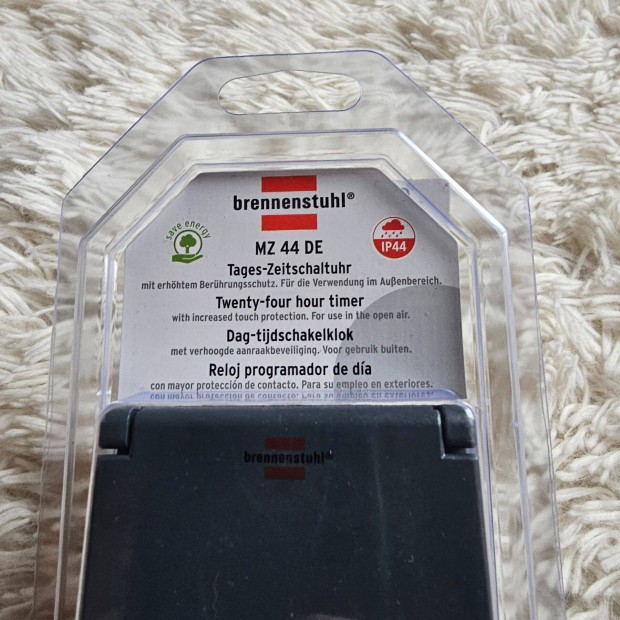 brennenstuhl®
save energy
IP44
MZ 44 DE
Tages-Zeitschaltuhr
mit erhöhtem Berührungsschutz. Für die Verwendung im Außenbereich.
Twenty-four hour timer
with increased touch protection. For use in the open air.
Dag-tijdschakelklok
met verhoogde aanraakbeveiliging. Voor gebruik buiten.
Reloj programador de día
con mayor protección de contacto. Para su empleo en exteriores.
brennenstuhl®